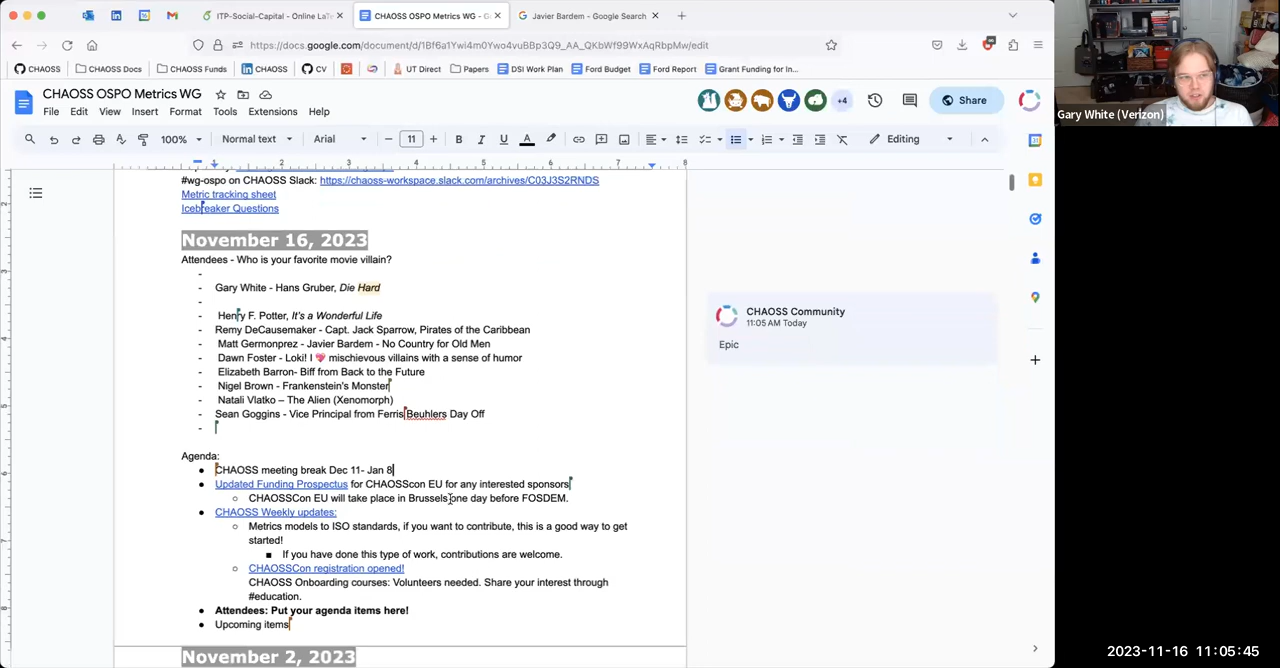 ITP-Social-Capital - Online LaTe
CHAOSS OSPO Metrics WG - G
Javier Bardem - Google Search
https://docs.google.com/document/d/1Bf6a1Ywl4m0Ywo4vuBBp3Q9_AA_QKbWf99WxAqRbpMw/edit
CHAOSS
CHAOSS Docs
CHAOSS Funds
CHAOSS
CV
UT Direct
Papers
DSI Work Plan
Ford Budget
Ford Report
Grant Funding for In...
CHAOSS OSPO Metrics WG
File Edit View Insert Format Tools Extensions Help
+4
Share
100%
Normal text
Arial
11
Editing
1 2 3 4 5 6 7 8
#wg-ospo on CHAOSS Slack: https://chaoss-workspace.slack.com/archives/C03J3S2RNDS
Metric tracking sheet
Icebreaker Questions
November 16, 2023
Attendees - Who is your favorite movie villain?
-
- Gary White - Hans Gruber, Die Hard
-
- Henry F. Potter, It's a Wonderful Life
- Remy DeCausemaker - Capt. Jack Sparrow, Pirates of the Caribbean
- Matt Germonprez - Javier Bardem - No Country for Old Men
- Dawn Foster - Loki! I 💖 mischievous villains with a sense of humor
- Elizabeth Barron- Biff from Back to the Future
- Nigel Brown - Frankenstein's Monster
- Natali Vlatko – The Alien (Xenomorph)
- Sean Goggins - Vice Principal from Ferris Beuhlers Day Off
-
Agenda:
● CHAOSS meeting break Dec 11- Jan 8
● Updated Funding Prospectus for CHAOSScon EU for any interested sponsors
○ CHAOSSCon EU will take place in Brussels one day before FOSDEM.
● CHAOSS Weekly updates:
○ Metrics models to ISO standards, if you want to contribute, this is a good way to get
started!
■ If you have done this type of work, contributions are welcome.
○ CHAOSSCon registration opened!
CHAOSS Onboarding courses: Volunteers needed. Share your interest through
#education.
● Attendees: Put your agenda items here!
● Upcoming items
November 2, 2023
CHAOSS Community
11:05 AM Today
Epic
Gary White (Verizon)
2023-11-16 11:05:45